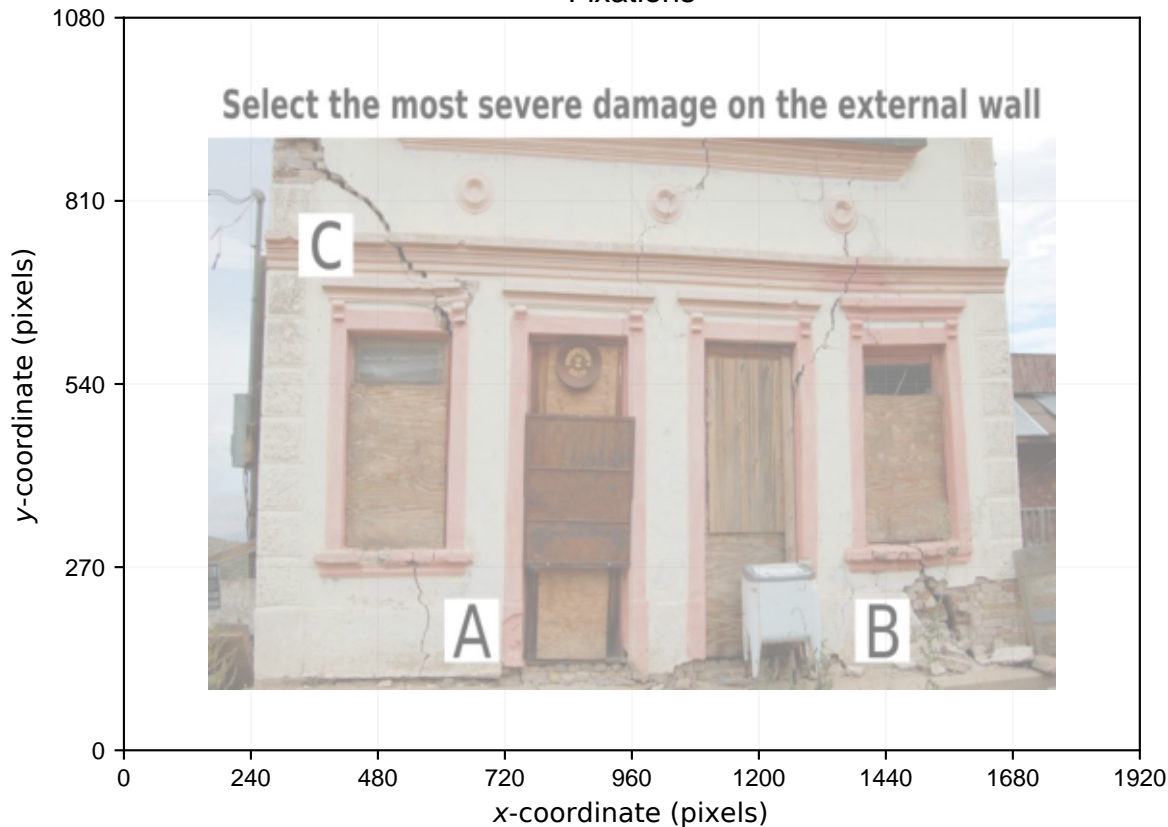 Fixations
1080
Select the most severe damage on the external wall
810
C
540
270
A
B
0
0 240 480 720 960 1200 1440 1680 1920
x-coordinate (pixels)
y-coordinate (pixels)